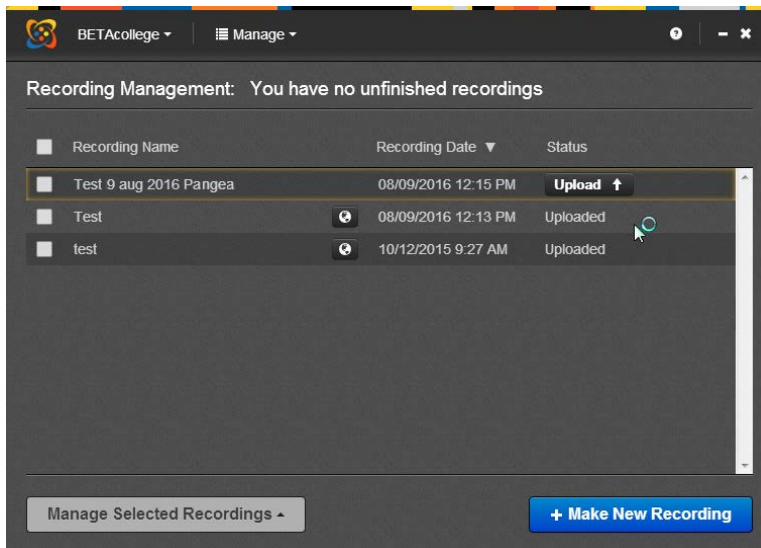 BETAcollege Manage
Recording Management: You have no unfinished recordings
Recording Name Recording Date ▼ Status
Test 9 aug 2016 Pangea 08/09/2016 12:15 PM Upload
Test 08/09/2016 12:13 PM Uploaded
test 10/12/2015 9:27 AM Uploaded
Manage Selected Recordings + Make New Recording